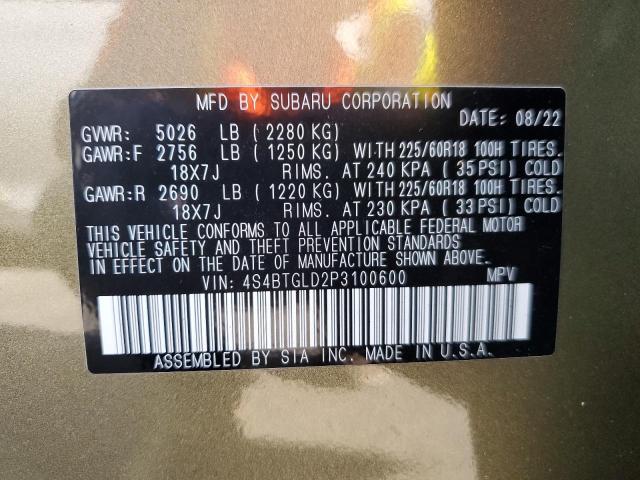 MFD BY SUBARU CORPORATION
DATE: 08/22
GVWR: 5026 LB ( 2280 KG)
GAWR:F 2756 LB ( 1250 KG) WITH 225/60R18 100H TIRES.
18X7J RIMS. AT 240 KPA ( 35 PSI) COLD
GAWR:R 2690 LB ( 1220 KG) WITH 225/60R18 100H TIRES.
18X7J RIMS. AT 230 KPA ( 33 PSI) COLD
THIS VEHICLE CONFORMS TO ALL APPLICABLE FEDERAL MOTOR
VEHICLE SAFETY AND THEFT PREVENTION STANDARDS
IN EFFECT ON THE DATE OF MANUFACTURE SHOWN ABOVE.
VIN: 4S4BTGLD2P3100600 MPV
ASSEMBLED BY SIA INC. MADE IN U.S.A.